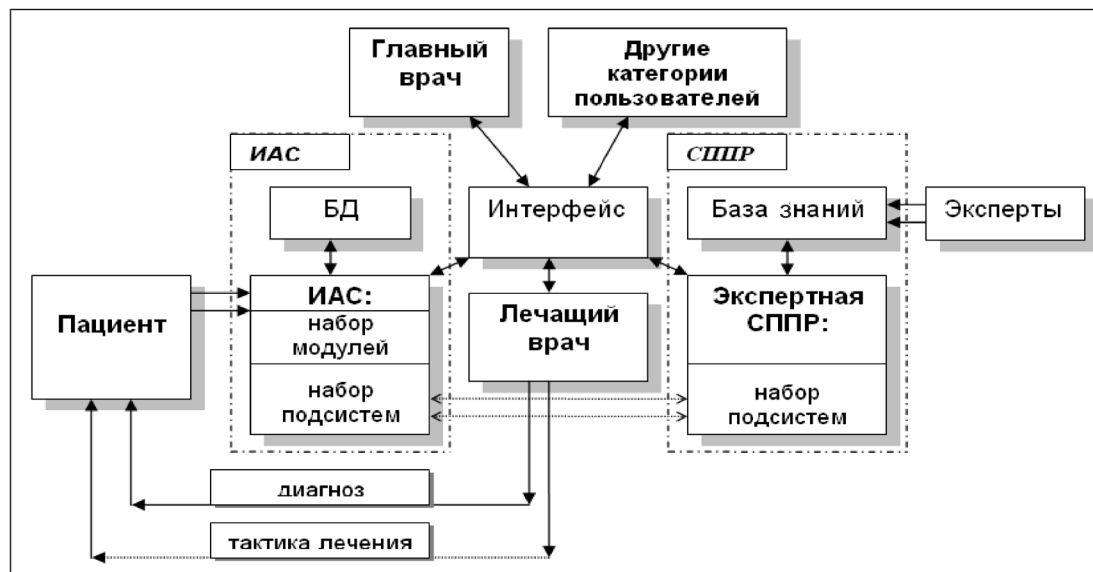 Главный
врач
Другие
категории
пользователей
ИАС
СППР
БД
Интерфейс
База знаний
Эксперты
Пациент
ИАС:
набор
модулей
набор
подсистем
Лечащий
врач
Экспертная
СППР:
набор
подсистем
диагноз
тактика лечения